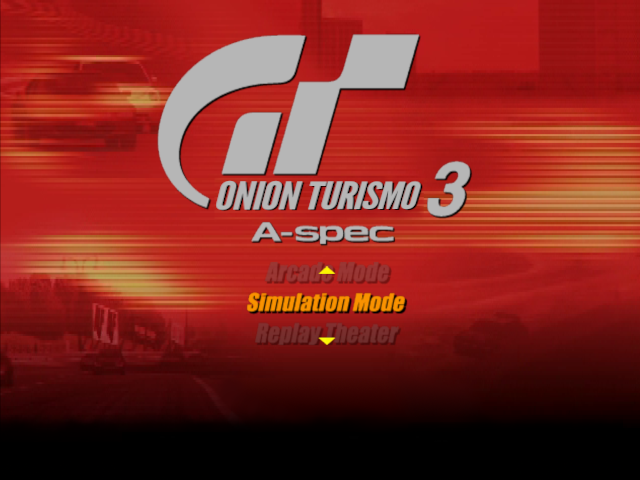 GT
ONION TURISMO 3
A-spec
Arcade Mode
Simulation Mode
Replay Theater